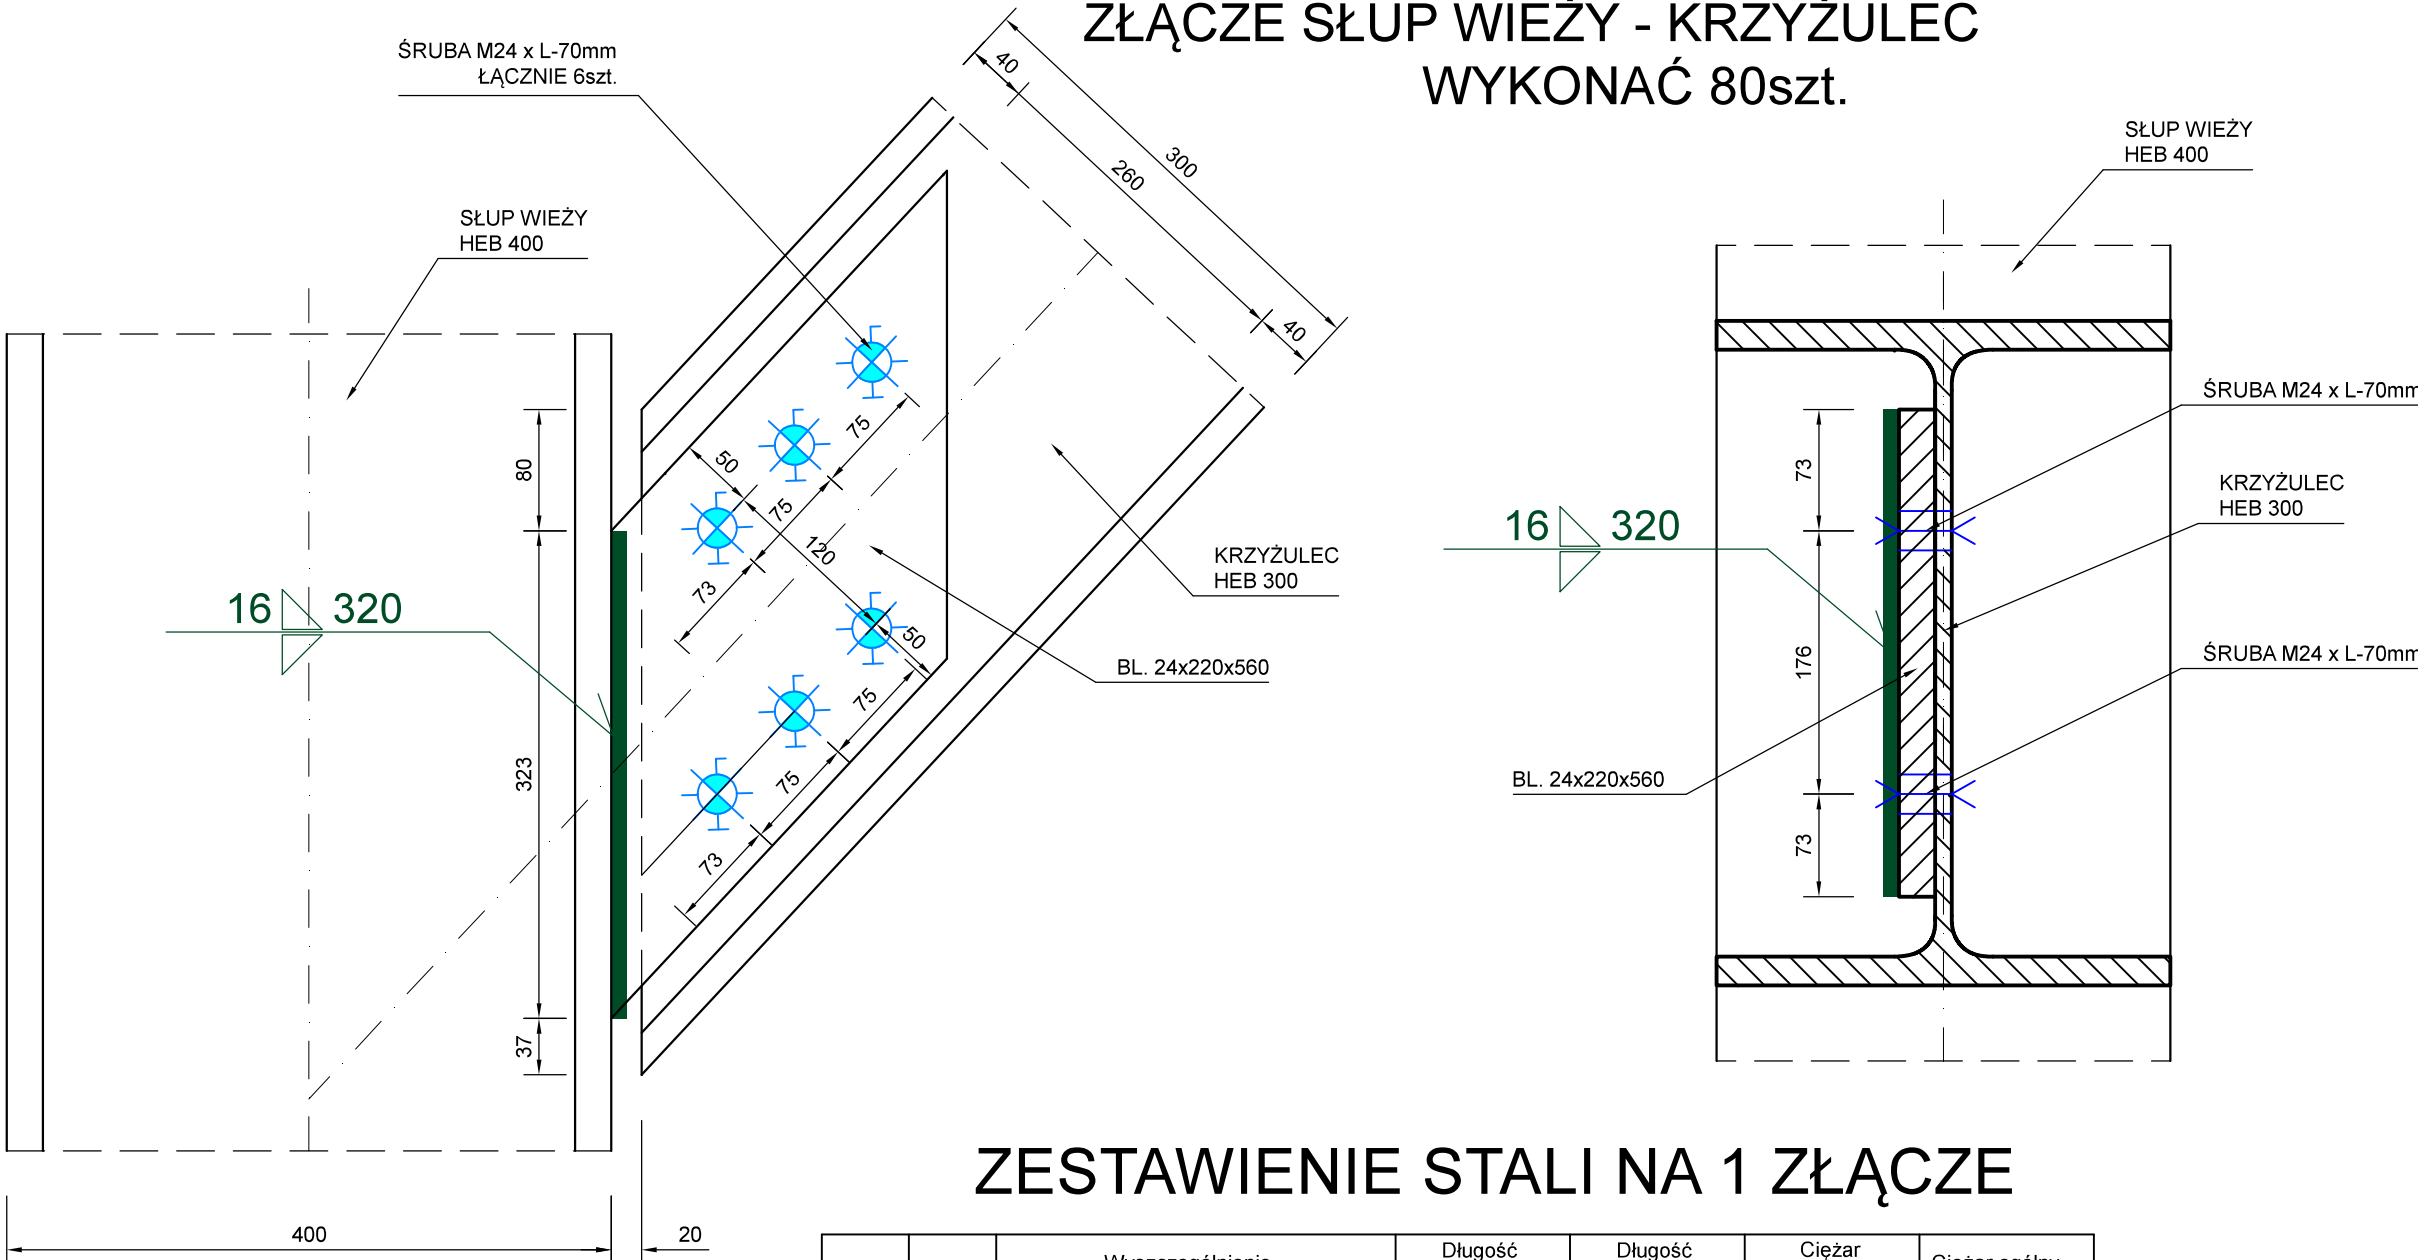 ZŁĄCZE SŁUP WIEŻY - KRZYŻULEC
WYKONAĆ 80szt.
ŚRUBA M24 x L-70mm
ŁĄCZNIE 6szt.
SŁUP WIEŻY
HEB 400
40
260
300
40
80
323
37
16
320
50
120
50
75
75
73
75
75
73
KRZYŻULEC
HEB 300
BL. 24x220x560
400
20
SŁUP WIEŻY
HEB 400
ŚRUBA M24 x L-70mm
KRZYŻULEC
HEB 300
16
320
73
176
73
ŚRUBA M24 x L-70mm
BL. 24x220x560
ZESTAWIENIE STALI NA 1 ZŁĄCZE
Wyszczególnienie
Długość
Długość
Ciężar
Ciężar ogólny